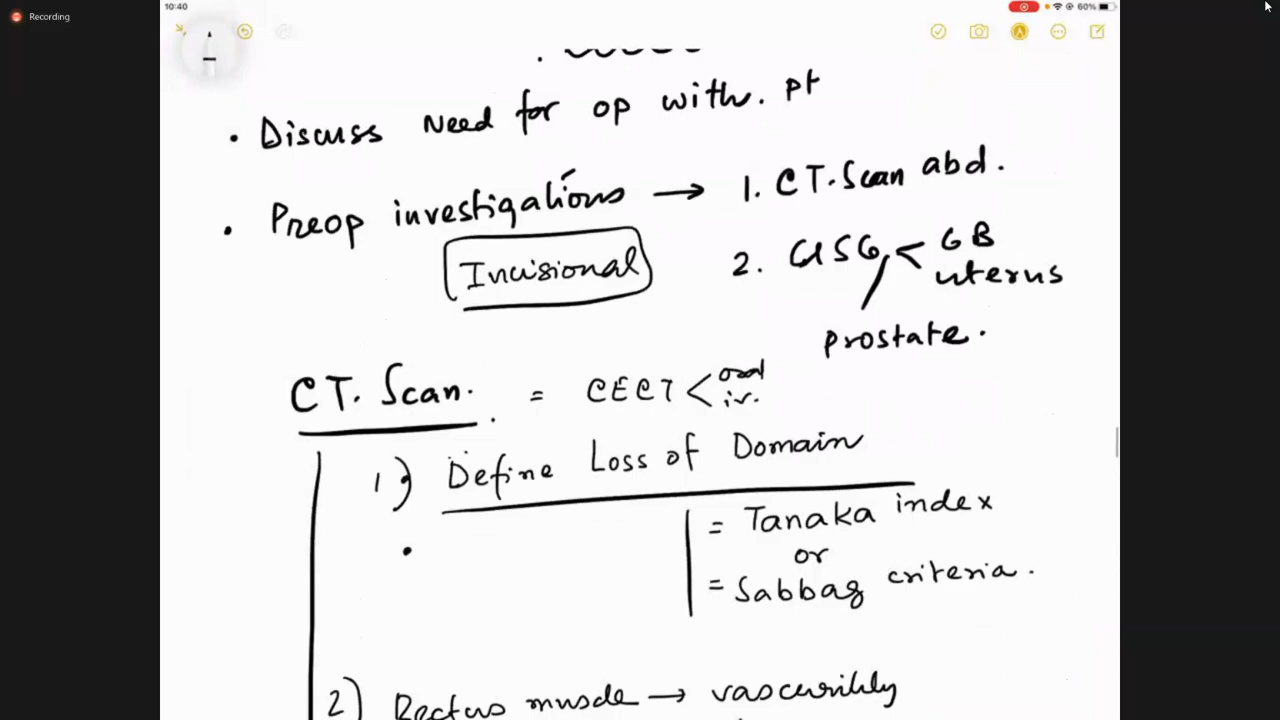 Recording
10:40
60%
• Discuss need for op with. pt
• Preop investigations → 1. CT. Scan abd.
Incisional
2. USG < GB
uterus
prostate.
CT. Scan. = CECT < oral
iv.
1) Define Loss of Domain
= Tanaka index
or
= Sabbag criteria.
2) Rectus muscle →